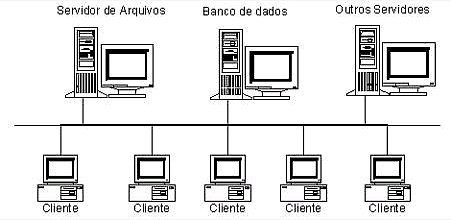 Servidor de Arquivos
Banco de dados
Outros Servidores
Cliente
Cliente
Cliente
Cliente
Cliente